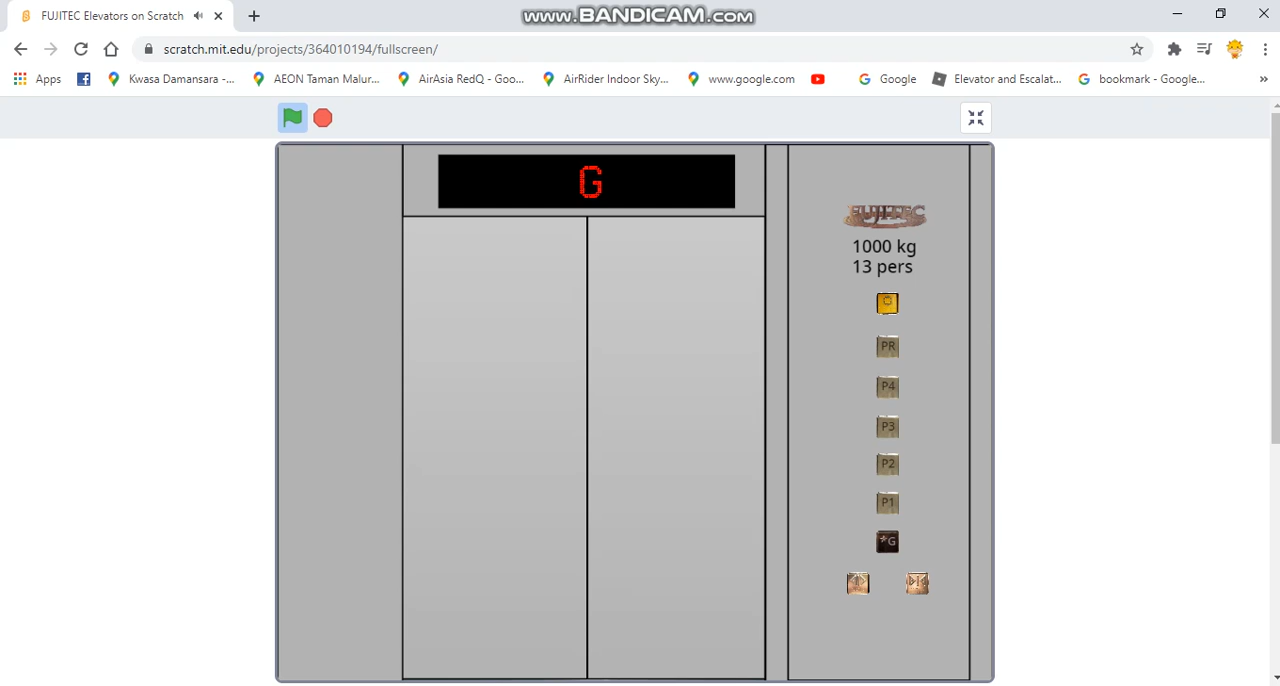 FUJITEC Elevators on Scratch
www.BANDICAM.com
scratch.mit.edu/projects/364010194/fullscreen/
Apps
Kwasa Damansara -...
AEON Taman Malur...
AirAsia RedQ - Goo...
AirRider Indoor Sky...
www.google.com
Google
Elevator and Escalat...
bookmark - Google...
G
FUJITEC
1000 kg
13 pers
PR
P4
P3
P2
P1
*G